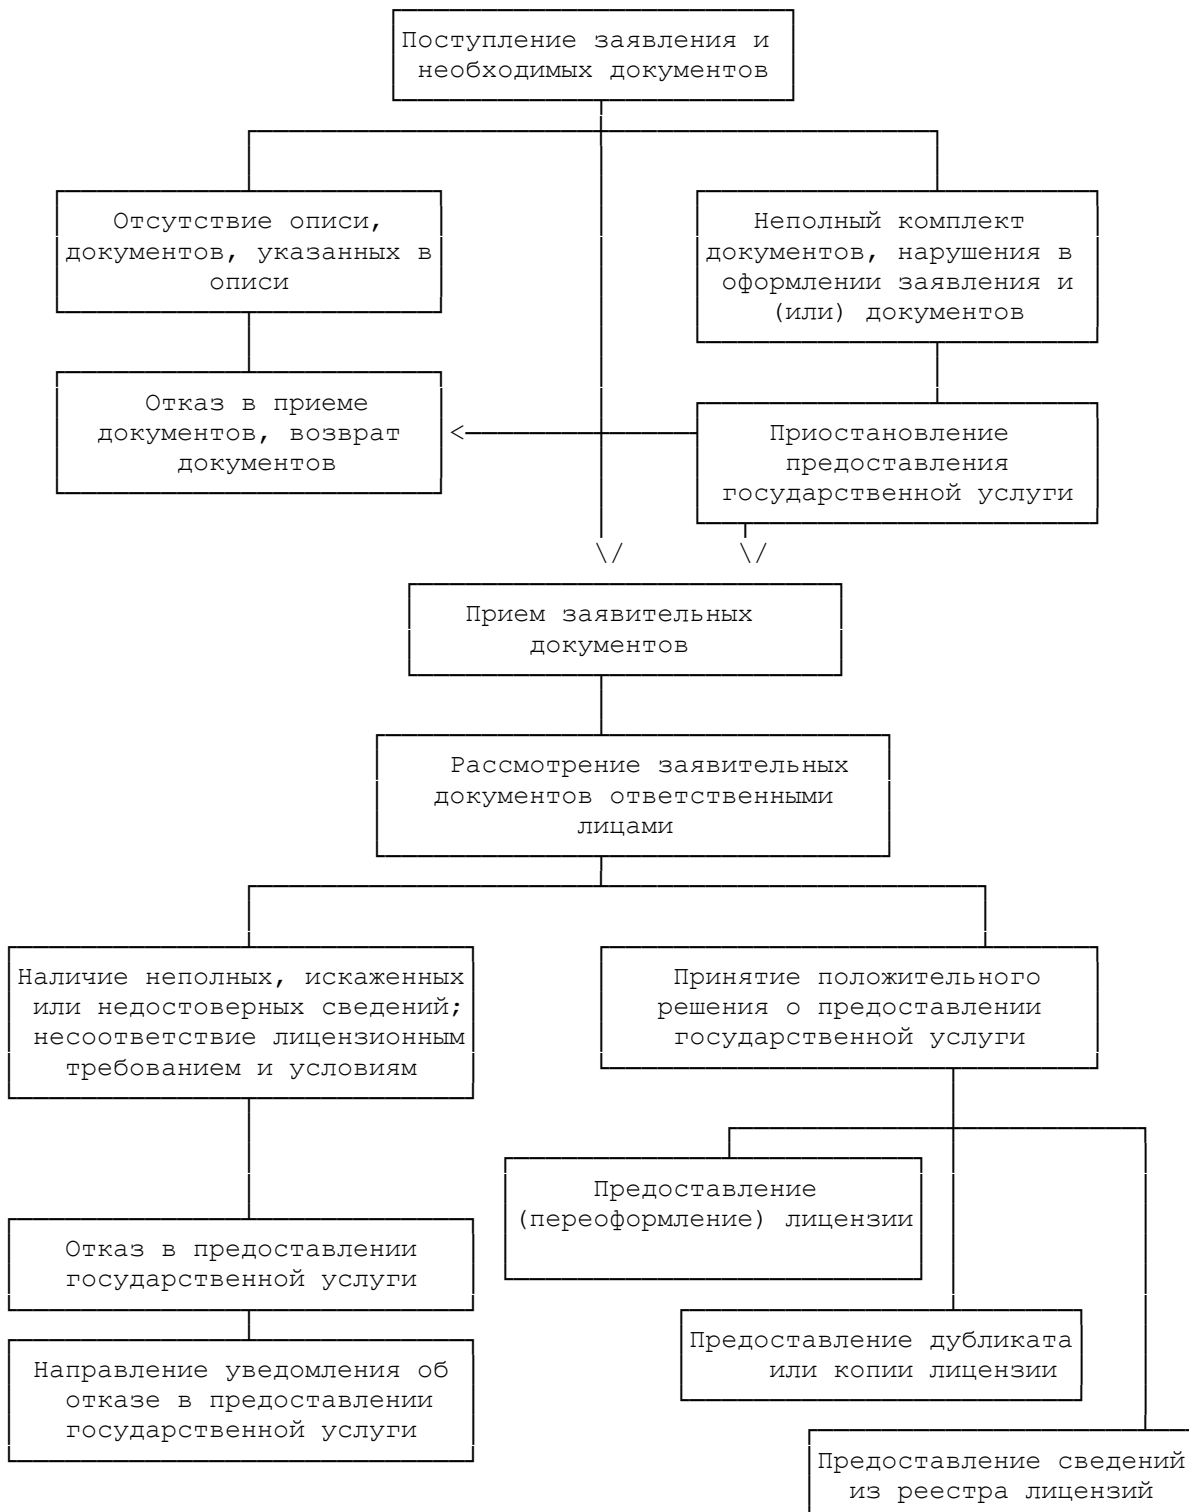 Поступление заявления и
необходимых документов
Отсутствие описи,
документов, указанных в
описи
Неполный комплект
документов, нарушения в
оформлении заявления и
(или) документов
Отказ в приеме
документов, возврат
документов
<
Приостановление
предоставления
государственной услуги
\/ \/
Прием заявительных
документов
Рассмотрение заявительных
документов ответственными
лицами
Наличие неполных, искаженных
или недостоверных сведений;
несоответствие лицензионным
требованием и условиям
Принятие положительного
решения о предоставлении
государственной услуги
Предоставление
(переоформление) лицензии
Отказ в предоставлении
государственной услуги
Предоставление дубликата
или копии лицензии
Направление уведомления об
отказе в предоставлении
государственной услуги
Предоставление сведений
из реестра лицензий